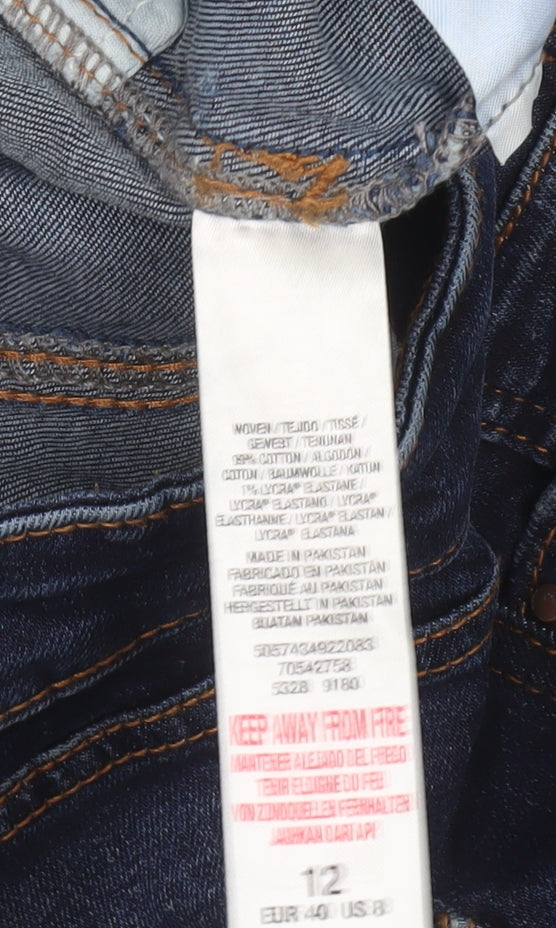 WOVEN / TEJIDO / TISSÉ /
GEWEBT / TENUNAN
99% COTTON / ALGODÓN /
COTON / BAUMWOLLE / KATUN
1% LYCRA® ELASTANE /
LYCRA® ELASTANO / LYCRA®
ÉLASTHANNE / LYCRA® ELASTAN /
LYCRA® ELASTANA
MADE IN PAKISTAN
FABRICADO EN PAKISTAN
FABRIQUÉ AU PAKISTAN
HERGESTELLT IN PAKISTAN
BUATAN PAKISTAN
5057434922083
70542758
5328 9180
KEEP AWAY FROM FIRE
MANTENER ALEJADO DEL FUEGO
TENIR ELOIGNE DU FEU
VON ZÜNDQUELLEN FERNHALTEN
JAUHKAN DARI API
12
EUR 40 US 8